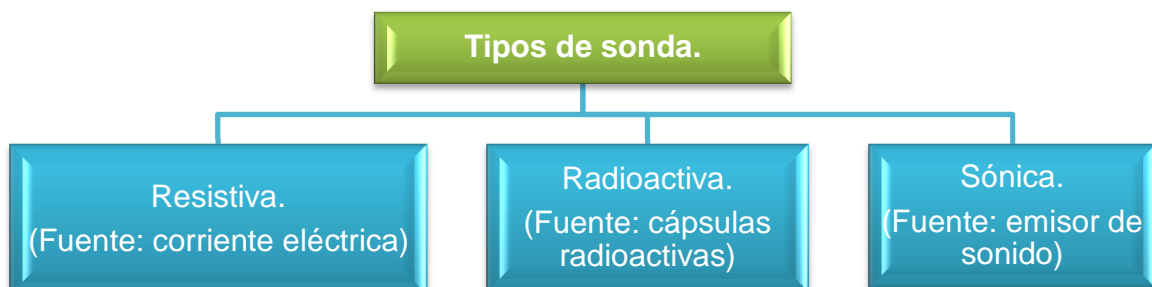 Tipos de sonda.
Resistiva.
(Fuente: corriente eléctrica)
Radioactiva.
(Fuente: cápsulas
radioactivas)
Sónica.
(Fuente: emisor de
sonido)